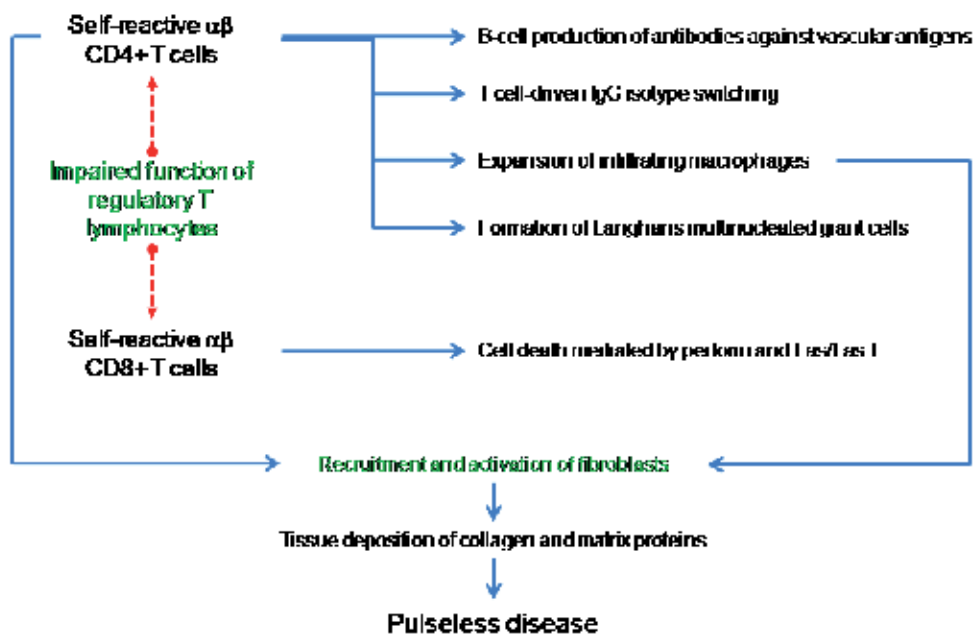 Self-reactive αβ
CD4+T cells
B-cell production of antibodies against vascular antigens
T cell-driven IgG isotype switching
Impaired function of
regulatory T
lymphocytes
Expansion of infiltrating macrophages
Formation of Langhans multinucleated giant cells
Self-reactive αβ
CD8+T cells
Cell death mediated by perforin and Fas/Fas L
Recruitment and activation of fibroblasts
Tissue deposition of collagen and matrix proteins
Pulseless disease